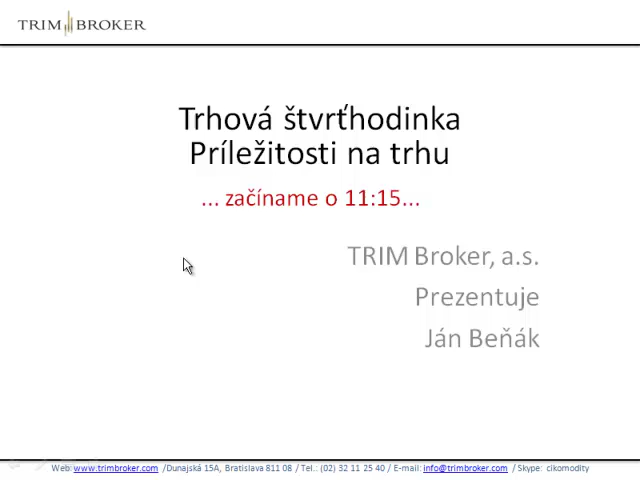 TRIM BROKER
Trhová štvrťhodinka
Príležitosti na trhu
... začíname o 11:15...
TRIM Broker, a.s.
Prezentuje
Ján Beňák
Web: www.trimbroker.com /Dunajská 15A, Bratislava 811 08 / Tel.: (02) 32 11 25 40 / E-mail: info@trimbroker.com / Skype: cikomodity